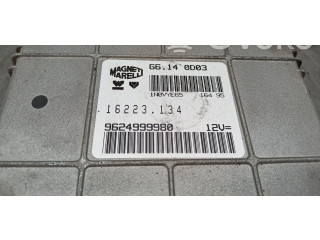 MAGNETI
MARELLI
G6.14 0D03
16223.134
9624999980 12V=